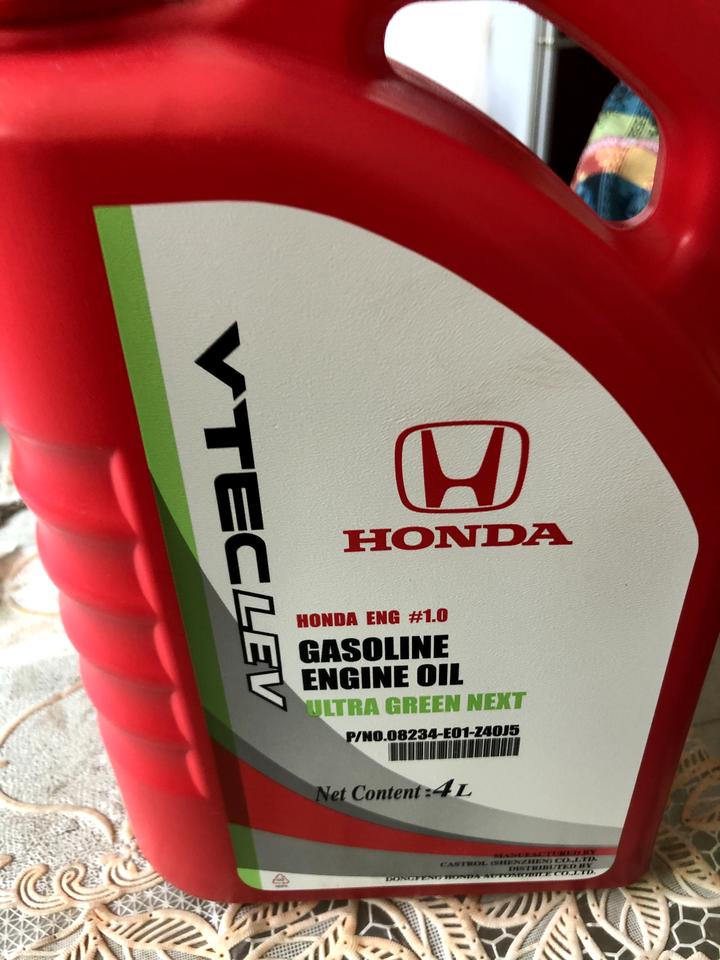 VTEC LEV
HONDA
HONDA ENG #1.0
GASOLINE
ENGINE OIL
ULTRA GREEN NEXT
P/NO.08234-E01-Z40J5
Net Content :4L
MANUFACTURED BY
CASTROL (SHENZHEN) CO.,LTD.
DISTRIBUTED BY
DONGFENG HONDA AUTOMOBILE CO.,LTD.